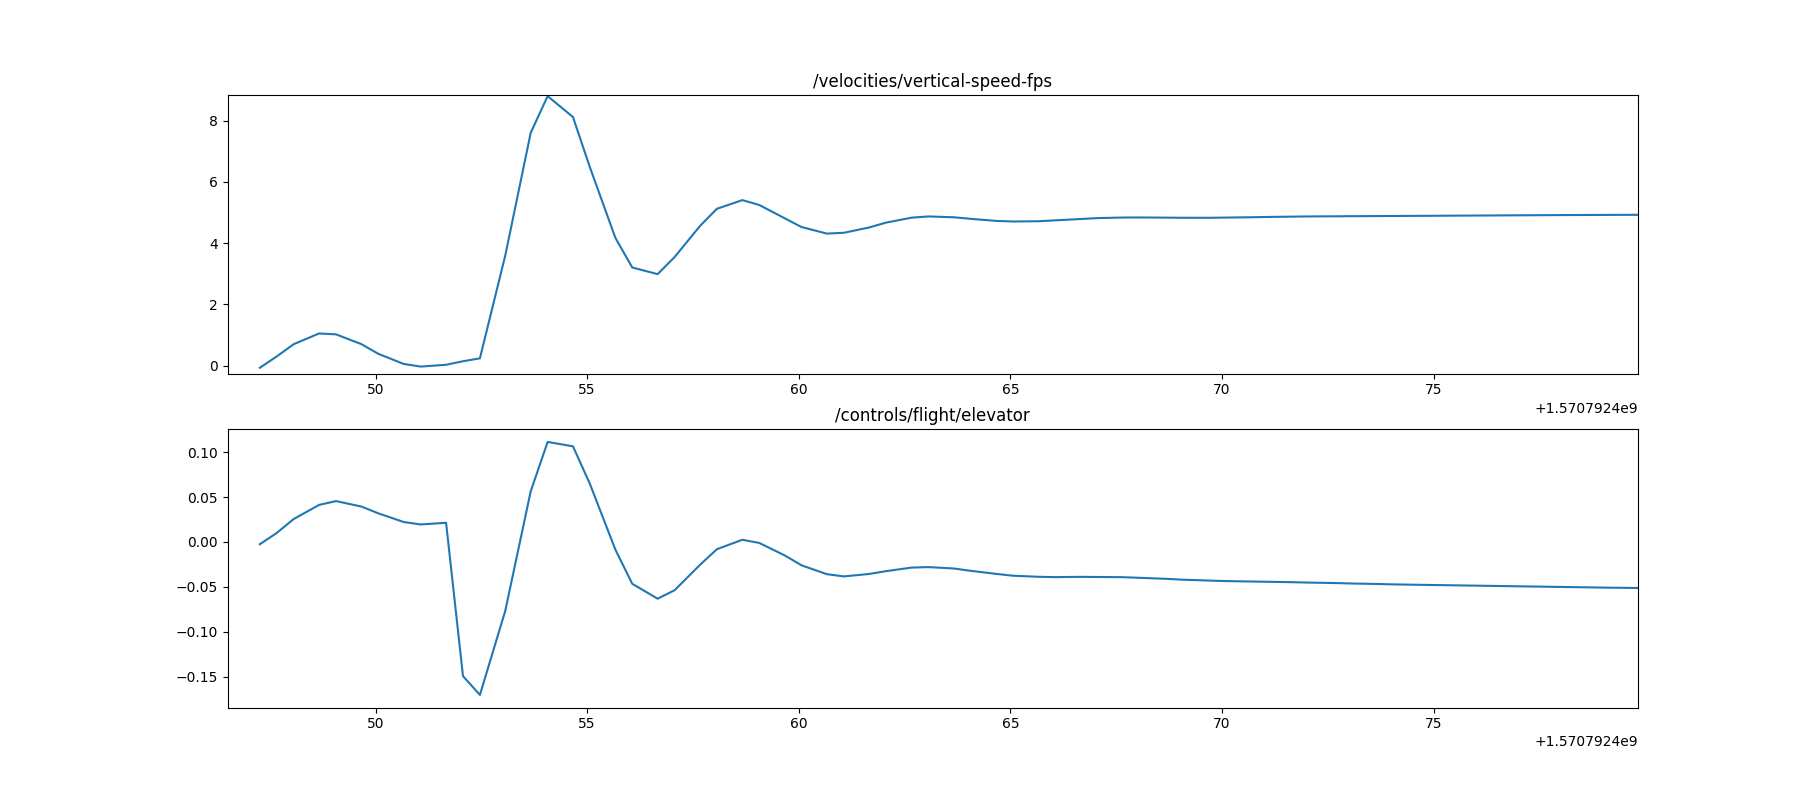 /velocities/vertical-speed-fps
8
6
4
2
0
50 55 60 65 70 75
+1.5707924e9
/controls/flight/elevator
0.10
0.05
0.00
−0.05
−0.10
−0.15
50 55 60 65 70 75
+1.5707924e9